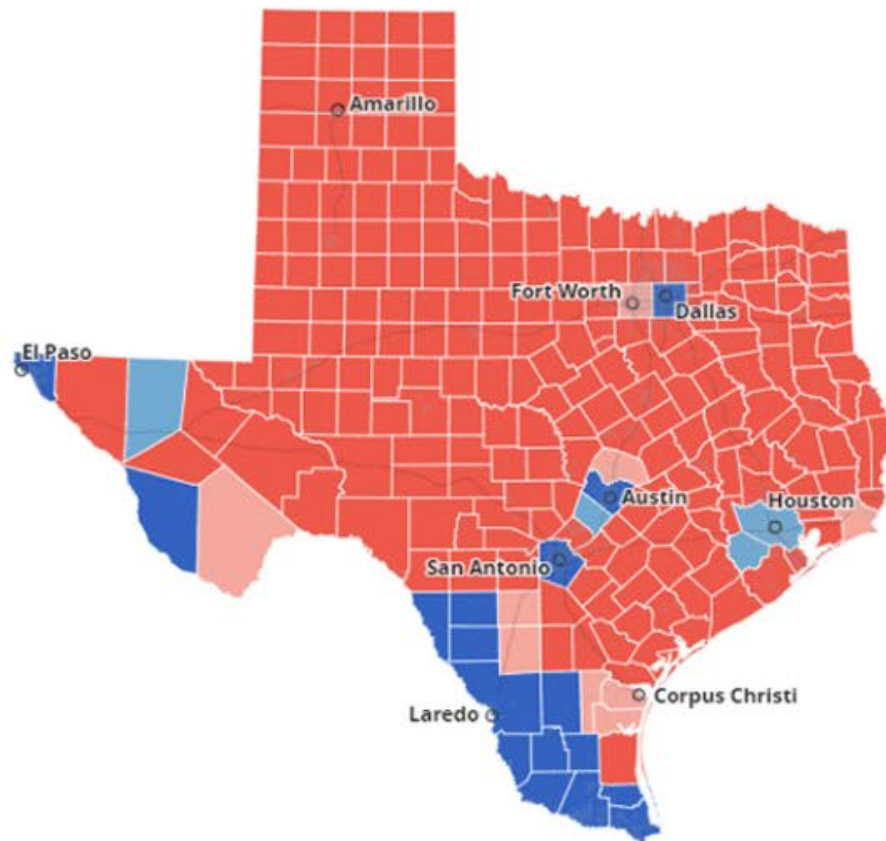 Amarillo
Fort Worth
Dallas
El Paso
Austin
Houston
San Antonio
Corpus Christi
Laredo